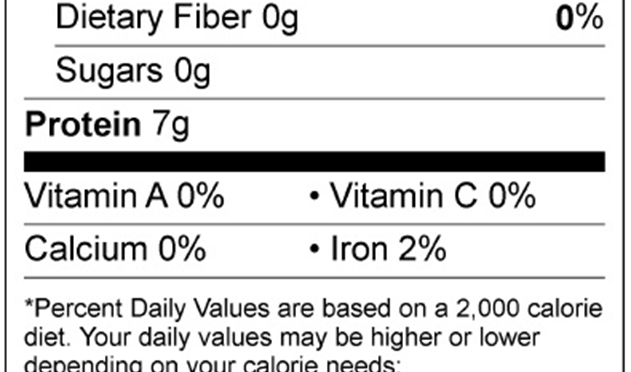 Dietary Fiber 0g 0%
Sugars 0g
Protein 7g
Vitamin A 0% • Vitamin C 0%
Calcium 0% • Iron 2%
*Percent Daily Values are based on a 2,000 calorie
diet. Your daily values may be higher or lower
depending on your calorie needs: